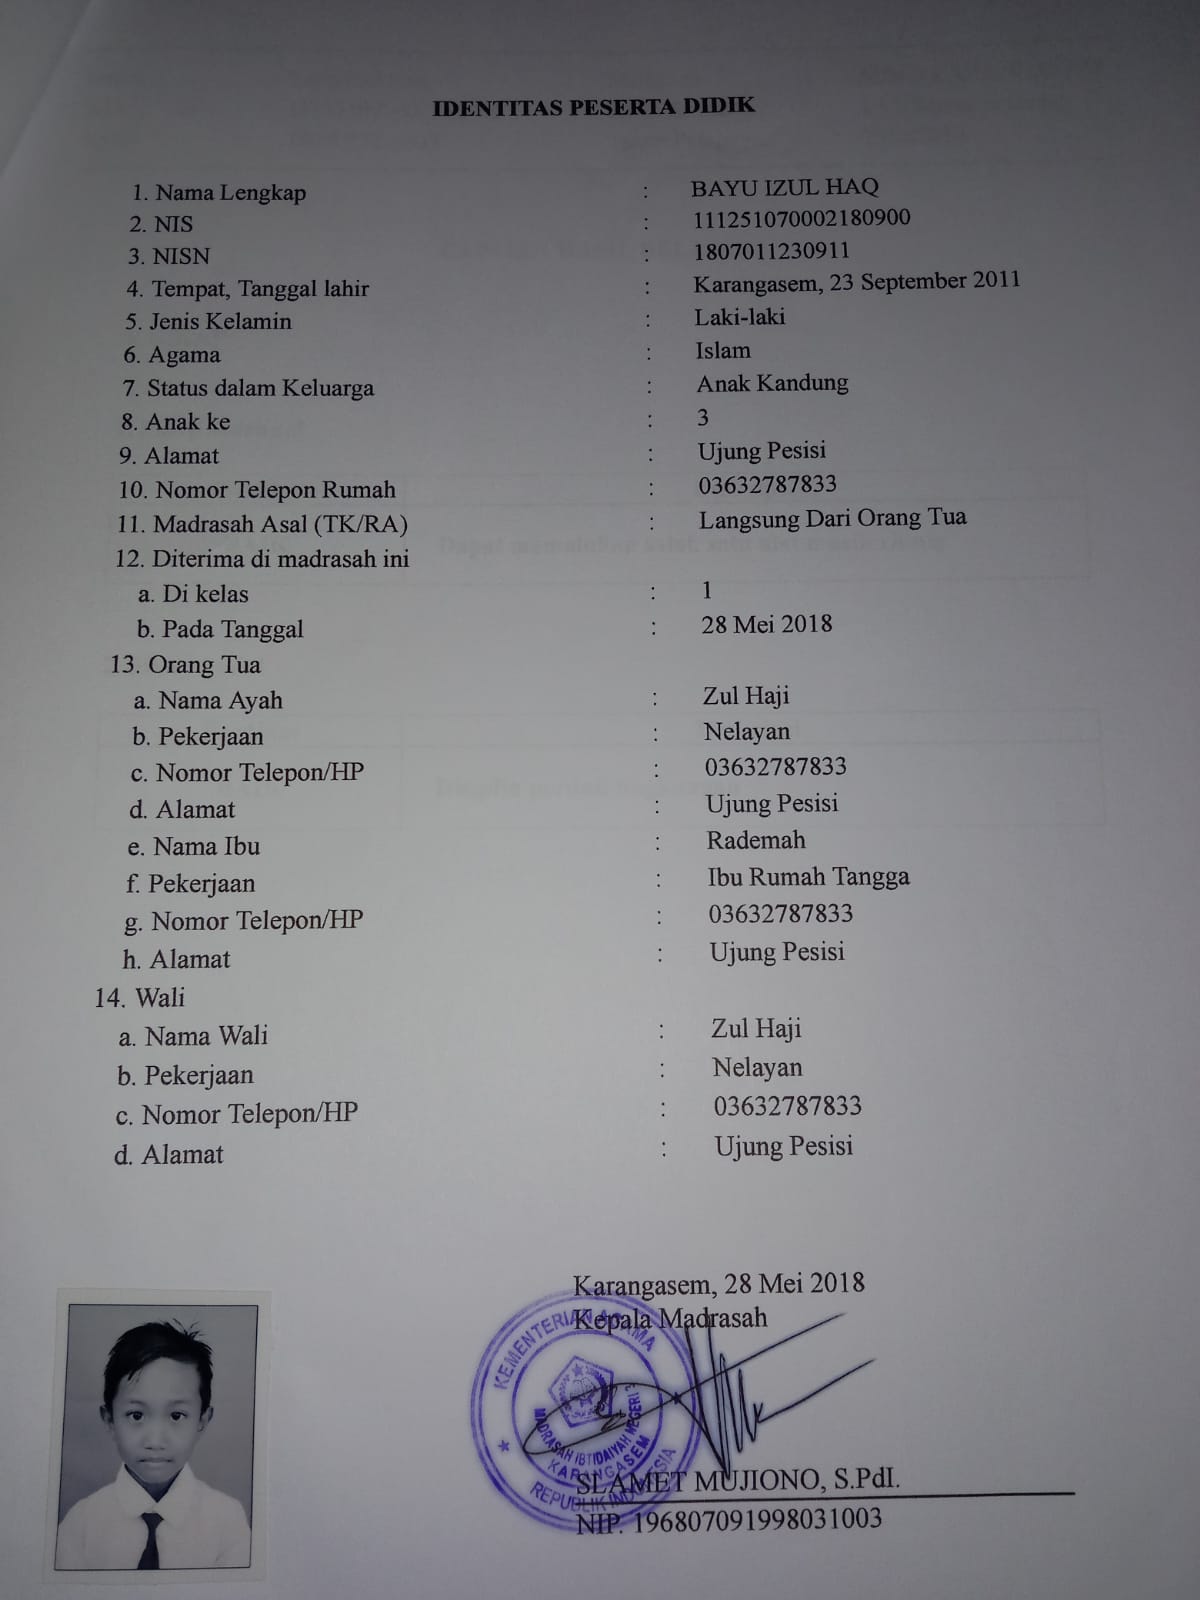 IDENTITAS PESERTA DIDIK
1. Nama Lengkap : BAYU IZUL HAQ
2. NIS : 111251070002180900
3. NISN : 1807011230911
4. Tempat, Tanggal lahir : Karangasem, 23 September 2011
5. Jenis Kelamin : Laki-laki
6. Agama : Islam
7. Status dalam Keluarga : Anak Kandung
8. Anak ke : 3
9. Alamat : Ujung Pesisi
10. Nomor Telepon Rumah : 03632787833
11. Madrasah Asal (TK/RA) : Langsung Dari Orang Tua
12. Diterima di madrasah ini
a. Di kelas : 1
b. Pada Tanggal : 28 Mei 2018
13. Orang Tua
a. Nama Ayah : Zul Haji
b. Pekerjaan : Nelayan
c. Nomor Telepon/HP : 03632787833
d. Alamat : Ujung Pesisi
e. Nama Ibu : Rademah
f. Pekerjaan : Ibu Rumah Tangga
g. Nomor Telepon/HP : 03632787833
h. Alamat : Ujung Pesisi
14. Wali
a. Nama Wali : Zul Haji
b. Pekerjaan : Nelayan
c. Nomor Telepon/HP : 03632787833
d. Alamat : Ujung Pesisi
Karangasem, 28 Mei 2018
Kepala Madrasah
KEMENTERIAN AGAMA
MADRASAH IBTIDAIYAH NEGERI
KARANGASEM
REPUBLIK INDONESIA
SLAMET MUJIONO, S.PdI.
NIP. 196807091998031003